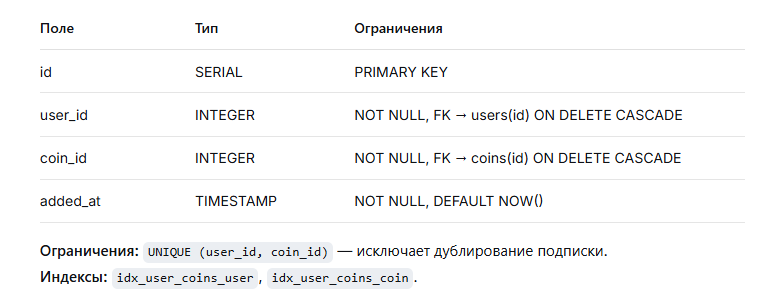 Поле Тип Ограничения
id SERIAL PRIMARY KEY
user_id INTEGER NOT NULL, FK → users(id) ON DELETE CASCADE
coin_id INTEGER NOT NULL, FK → coins(id) ON DELETE CASCADE
added_at TIMESTAMP NOT NULL, DEFAULT NOW()
Ограничения: UNIQUE (user_id, coin_id) — исключает дублирование подписки.
Индексы: idx_user_coins_user, idx_user_coins_coin.